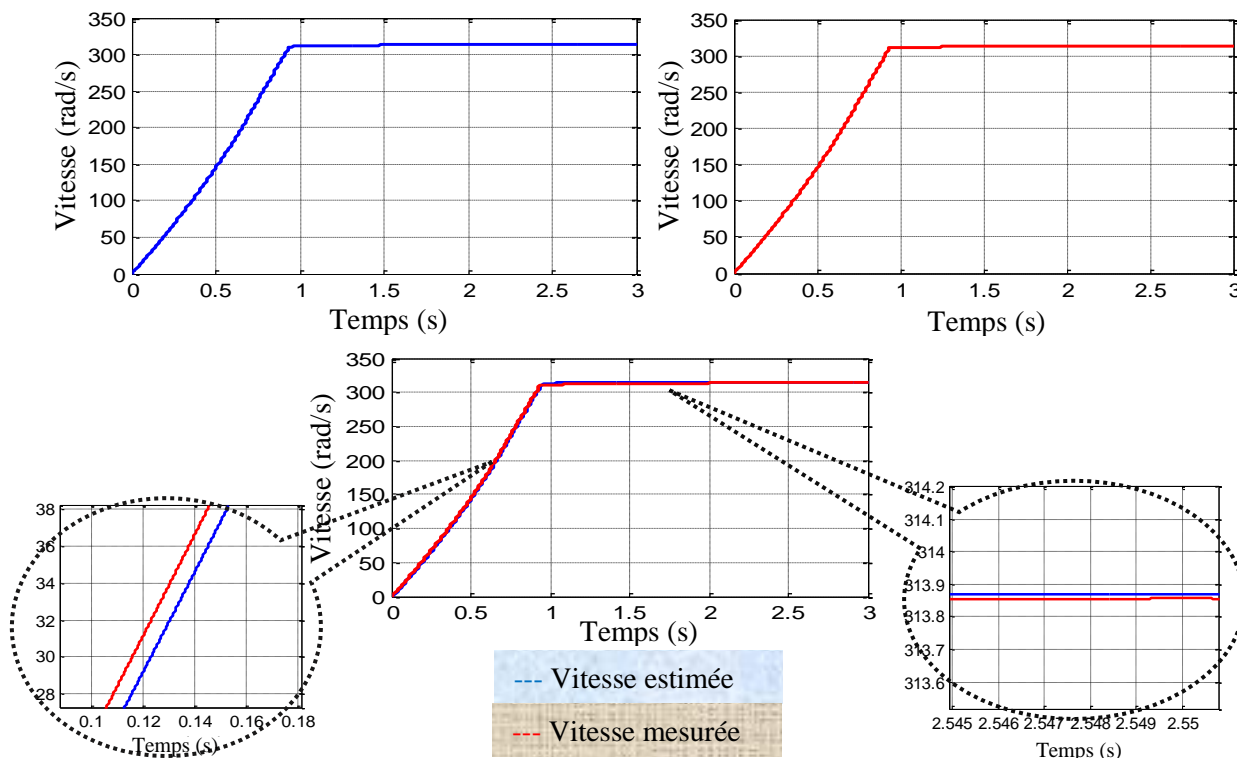 350
300
250
200
150
100
50
0
Vitesse (rad/s)
0 0.5 1 1.5 2 2.5 3
Temps (s)
350
300
250
200
150
100
50
0
Vitesse (rad/s)
0 0.5 1 1.5 2 2.5 3
Temps (s)
350
300
250
200
150
100
50
0
Vitesse (rad/s)
0 0.5 1 1.5 2 2.5 3
Temps (s)
38
36
34
32
30
28
0.1 0.12 0.14 0.16 0.18
Temps (s)
314.2
314.1
314
313.9
313.8
313.7
313.6
2.545 2.546 2.547 2.548 2.549 2.55
Temps (s)
--- Vitesse estimée
--- Vitesse mesurée